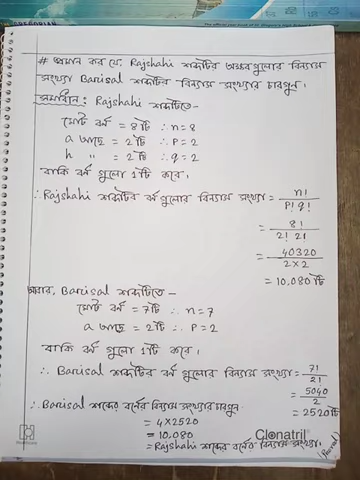 # প্রমান কর যে, Rajshahi শব্দটির অক্ষরগুলোর বিন্যাস
সংখ্যা Barisal শব্দটির বিন্যাস সংখ্যার চারগুন।
সমাধান: Rajshahi শব্দটিতে-
মোট বর্ন = 8টি ∴ n = 8
a আছে = 2টি ∴ P = 2
h " = 2টি ∴ q = 2
বাকি বর্ন গুলো 1টি করে।
∴ Rajshahi শব্দটির বর্ন গুলোর বিন্যাস সংখ্যা = n! / P! q!
= 8! / 2! 2!
= 40320 / 2 × 2
= 10,080টি
আবার, Barisal শব্দটিতে –
মোট বর্ন = 7টি ∴ n = 7
a আছে = 2টি ∴ P = 2
বাকি বর্ন গুলো 1টি করে।
∴ Barisal শব্দটির বর্ন গুলোর বিন্যাস সংখ্যা = 7! / 2!
= 5040 / 2
= 2520টি
∴ Barisal শব্দের বর্নের বিন্যাস সংখ্যার চারগুন
= 4×2520
= 10,080
= Rajshahi শব্দের বর্নের বিন্যাস সংখ্যা।
(Proved)
Clonatril